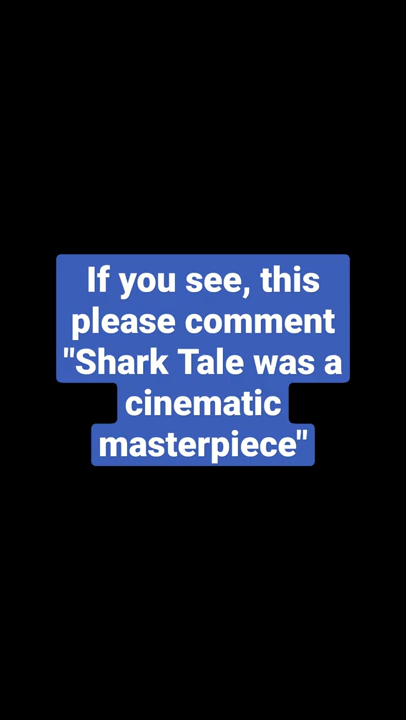 If you see, this
please comment
"Shark Tale was a
cinematic
masterpiece"